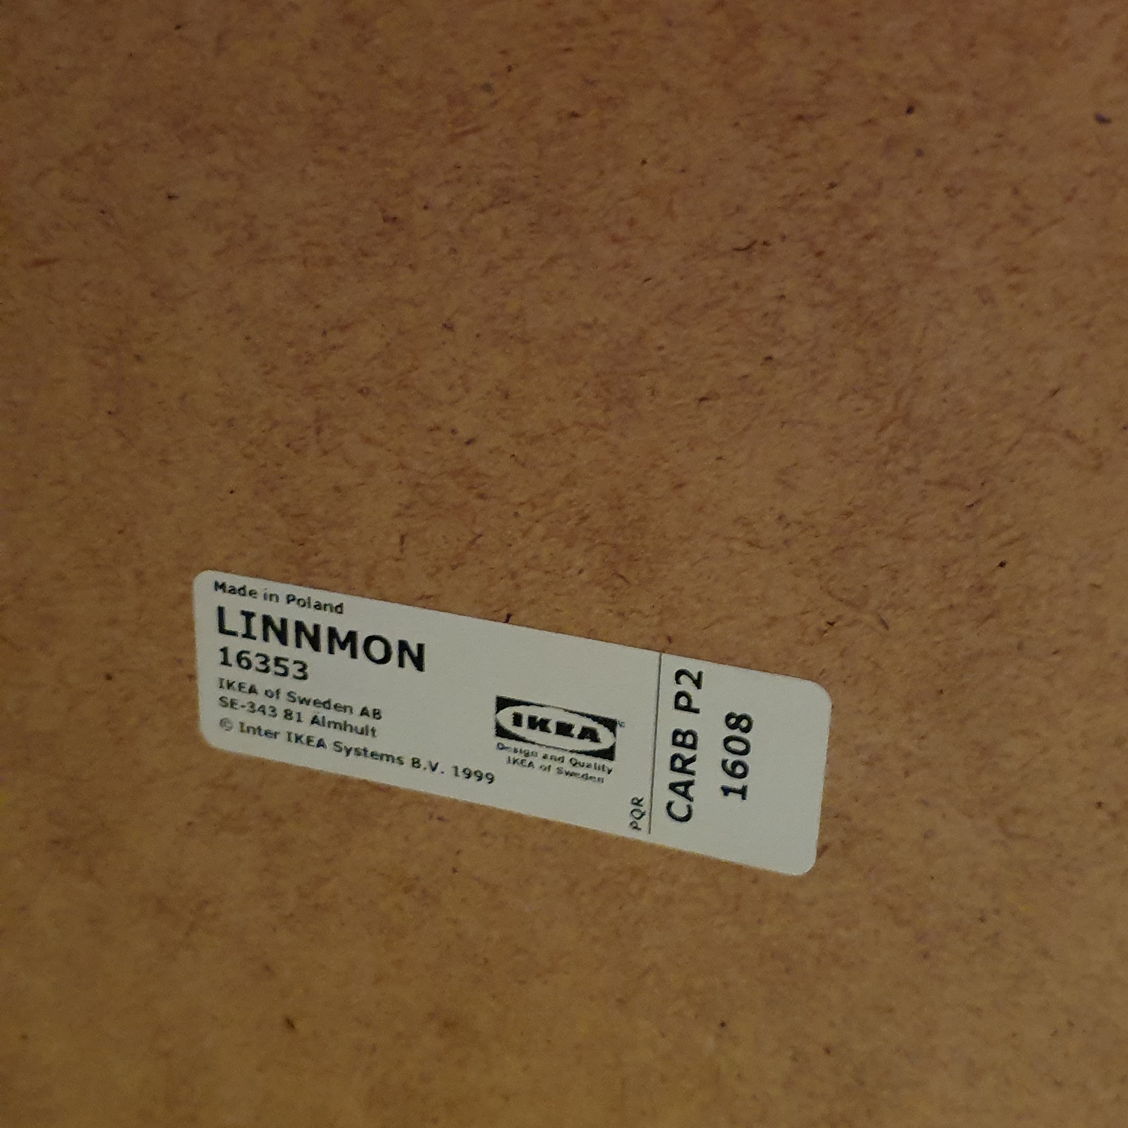 Made in Poland
LINNMON
16353
IKEA of Sweden AB
SE-343 81 Älmhult
© Inter IKEA Systems B.V. 1999
IKEA
Design and Quality
IKEA of Sweden
PQR
CARB P2
1608